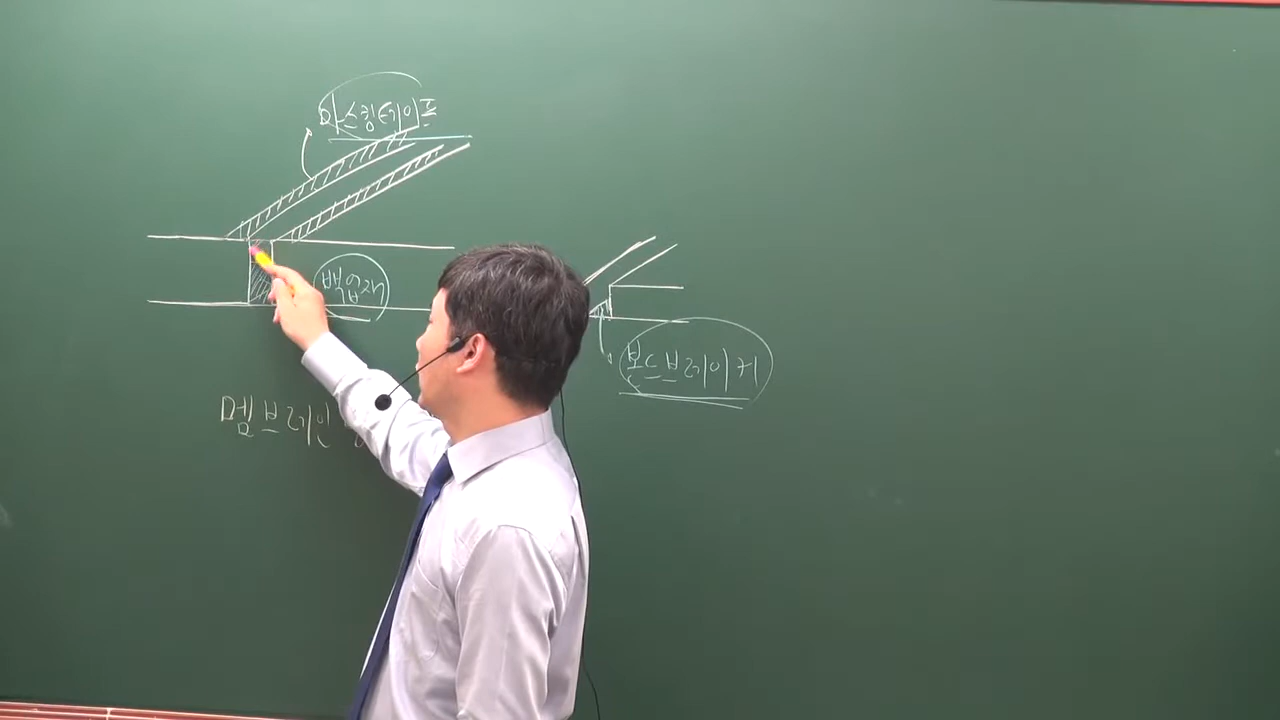 마스킹테이프
백업재
본드브레이커
멤브레인